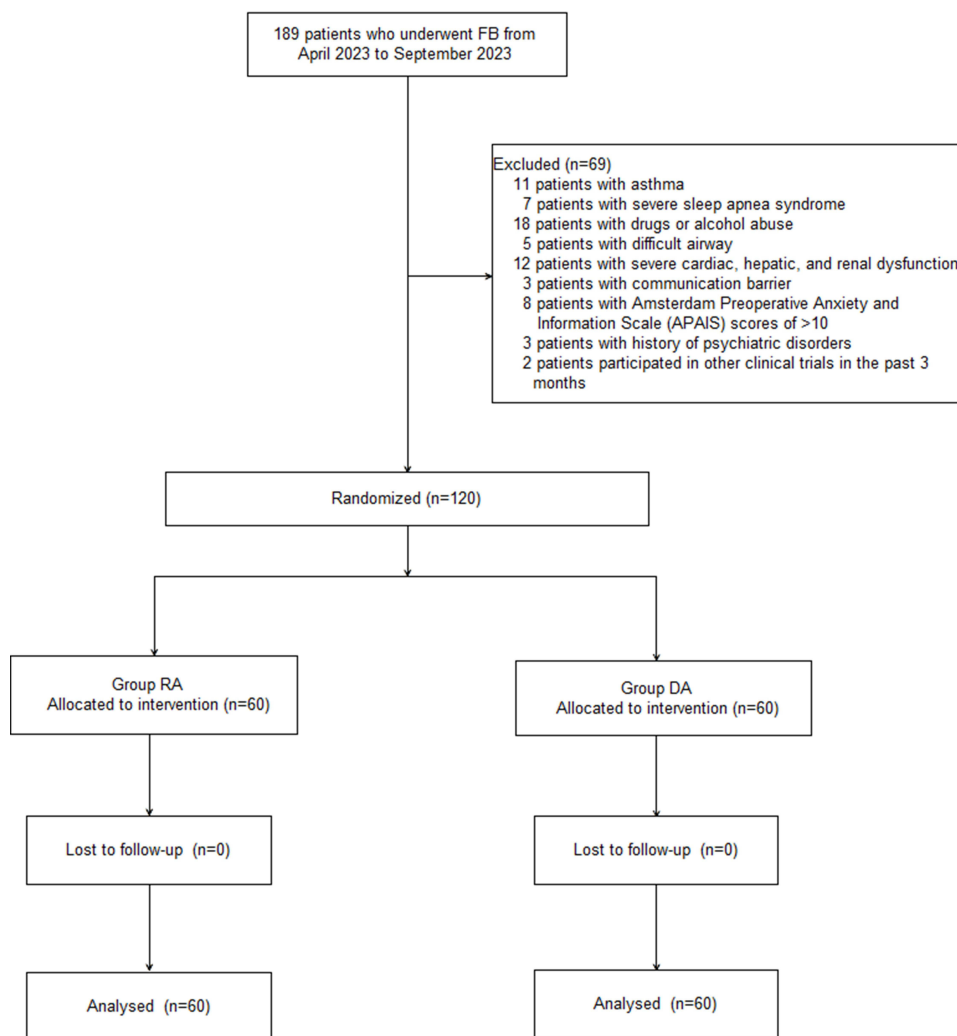 189 patients who underwent FB from
April 2023 to September 2023
Excluded (n=69)
11 patients with asthma
7 patients with severe sleep apnea syndrome
18 patients with drugs or alcohol abuse
5 patients with difficult airway
12 patients with severe cardiac, hepatic, and renal dysfunction
3 patients with communication barrier
8 patients with Amsterdam Preoperative Anxiety and
Information Scale (APAIS) scores of >10
3 patients with history of psychiatric disorders
2 patients participated in other clinical trials in the past 3
months
Randomized (n=120)
Group RA
Allocated to intervention (n=60)
Group DA
Allocated to intervention (n=60)
Lost to follow-up (n=0)
Lost to follow-up (n=0)
Analysed (n=60)
Analysed (n=60)